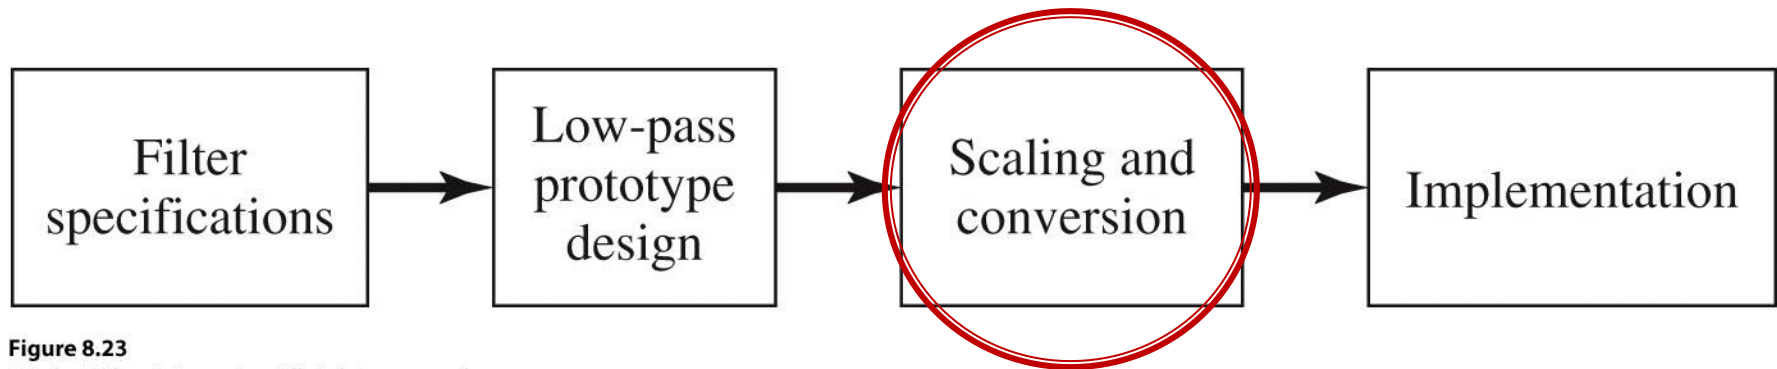 Filter
specifications
Low-pass
prototype
design
Scaling and
conversion
Implementation
Figure 8.23